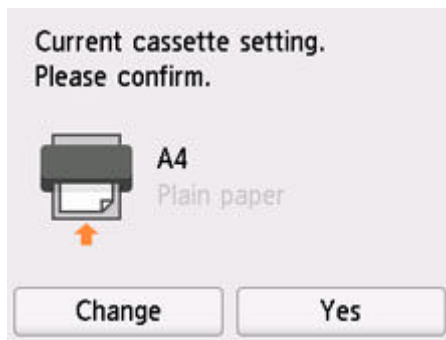 Current cassette setting.
Please confirm.
A4
Plain paper
Change
Yes